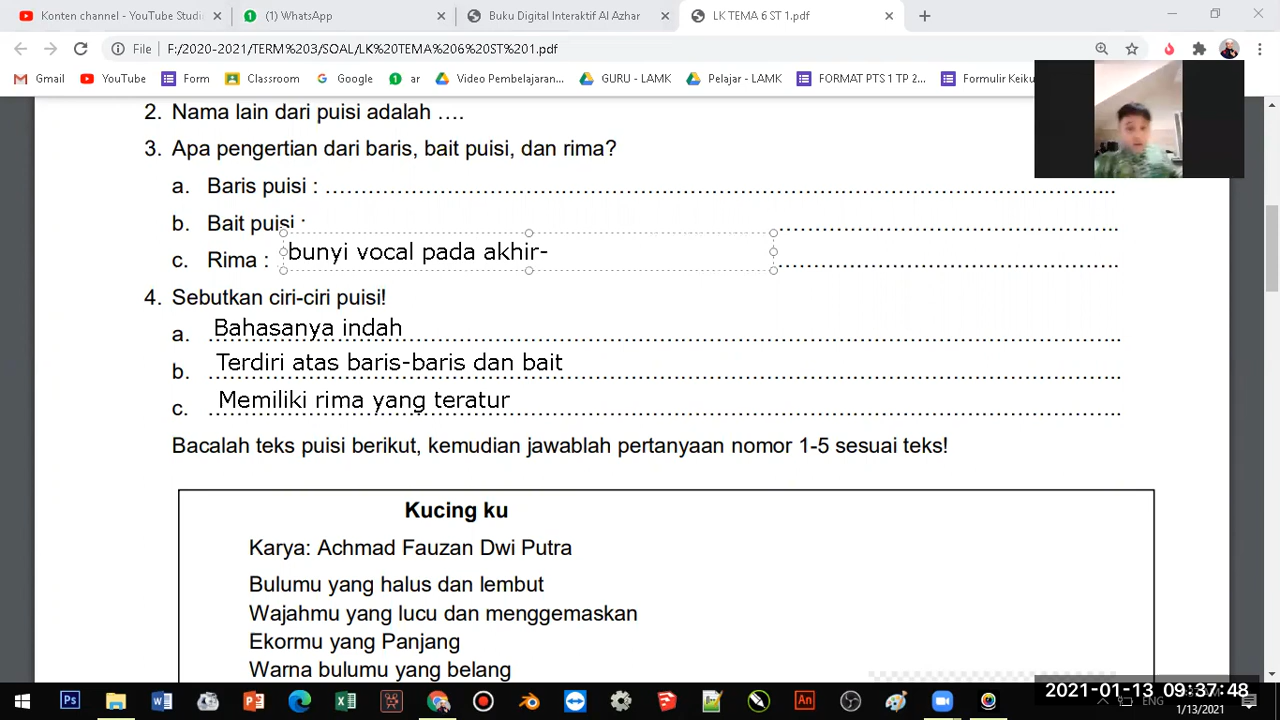 Konten channel - YouTube Studi
(1) WhatsApp
Buku Digital Interaktif Al Azhar
LK TEMA 6 ST 1.pdf
File
F:/2020-2021/TERM%203/SOAL/LK%20TEMA%206%20ST%201.pdf
Gmail
YouTube
Form
Classroom
Google
ar
Video Pembelajaran...
GURU - LAMK
Pelajar - LAMK
FORMAT PTS 1 TP 2...
Formulir Keiku
2. Nama lain dari puisi adalah ….
3. Apa pengertian dari baris, bait puisi, dan rima?
a. Baris puisi : ……………………………………………………………………………………...
b. Bait puisi : ……………………………..
c. Rima : bunyi vocal pada akhir- ……………………………..
4. Sebutkan ciri-ciri puisi!
a. Bahasanya indah
b. Terdiri atas baris-baris dan bait
c. Memiliki rima yang teratur
Bacalah teks puisi berikut, kemudian jawablah pertanyaan nomor 1-5 sesuai teks!
Kucing ku
Karya: Achmad Fauzan Dwi Putra
Bulumu yang halus dan lembut
Wajahmu yang lucu dan menggemaskan
Ekormu yang Panjang
Warna bulumu yang belang
2021-01-13 09:37:48
ENG
1/13/2021